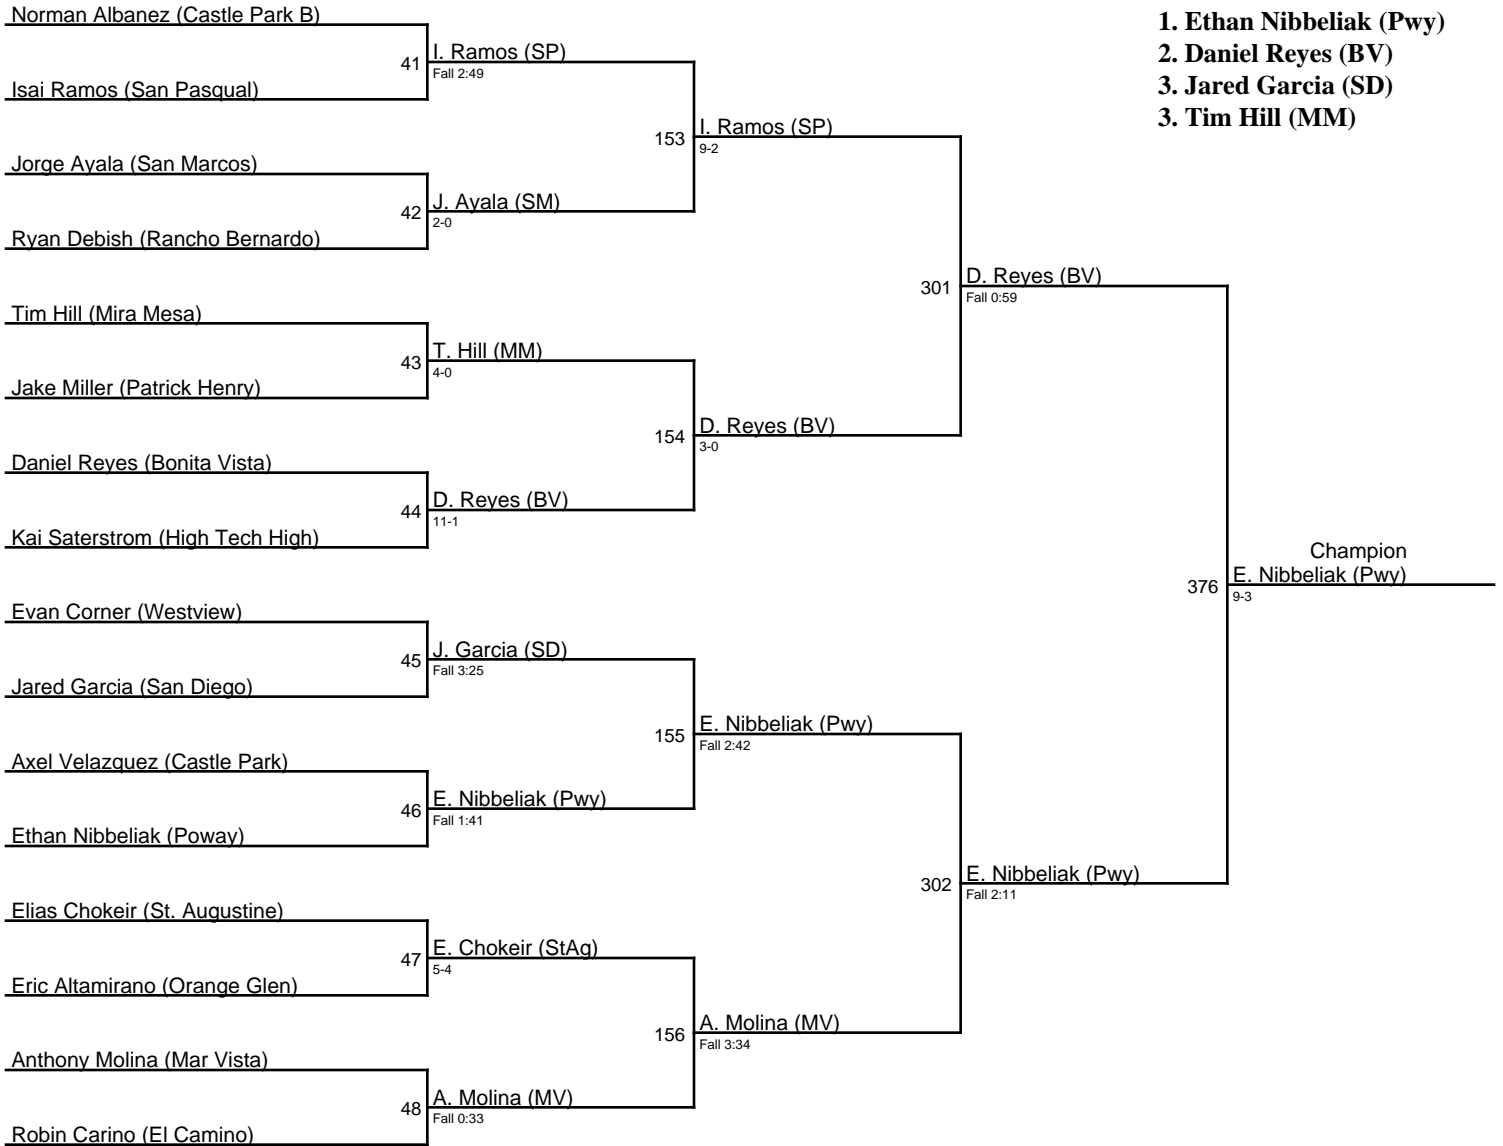 Norman Albanez (Castle Park B)
Isai Ramos (San Pasqual)
Jorge Ayala (San Marcos)
Ryan Debish (Rancho Bernardo)
Tim Hill (Mira Mesa)
Jake Miller (Patrick Henry)
Daniel Reyes (Bonita Vista)
Kai Saterstrom (High Tech High)
Evan Corner (Westview)
Jared Garcia (San Diego)
Axel Velazquez (Castle Park)
Ethan Nibbeliak (Poway)
Elias Chokeir (St. Augustine)
Eric Altamirano (Orange Glen)
Anthony Molina (Mar Vista)
Robin Carino (El Camino)
41
I. Ramos (SP)
Fall 2:49
42
J. Ayala (SM)
2-0
43
T. Hill (MM)
4-0
44
D. Reyes (BV)
11-1
45
J. Garcia (SD)
Fall 3:25
46
E. Nibbeliak (Pwy)
Fall 1:41
47
E. Chokeir (StAg)
5-4
48
A. Molina (MV)
Fall 0:33
153
I. Ramos (SP)
9-2
154
D. Reyes (BV)
3-0
155
E. Nibbeliak (Pwy)
Fall 2:42
156
A. Molina (MV)
Fall 3:34
301
D. Reyes (BV)
Fall 0:59
302
E. Nibbeliak (Pwy)
Fall 2:11
376
Champion
E. Nibbeliak (Pwy)
9-3
1. Ethan Nibbeliak (Pwy)
2. Daniel Reyes (BV)
3. Jared Garcia (SD)
3. Tim Hill (MM)